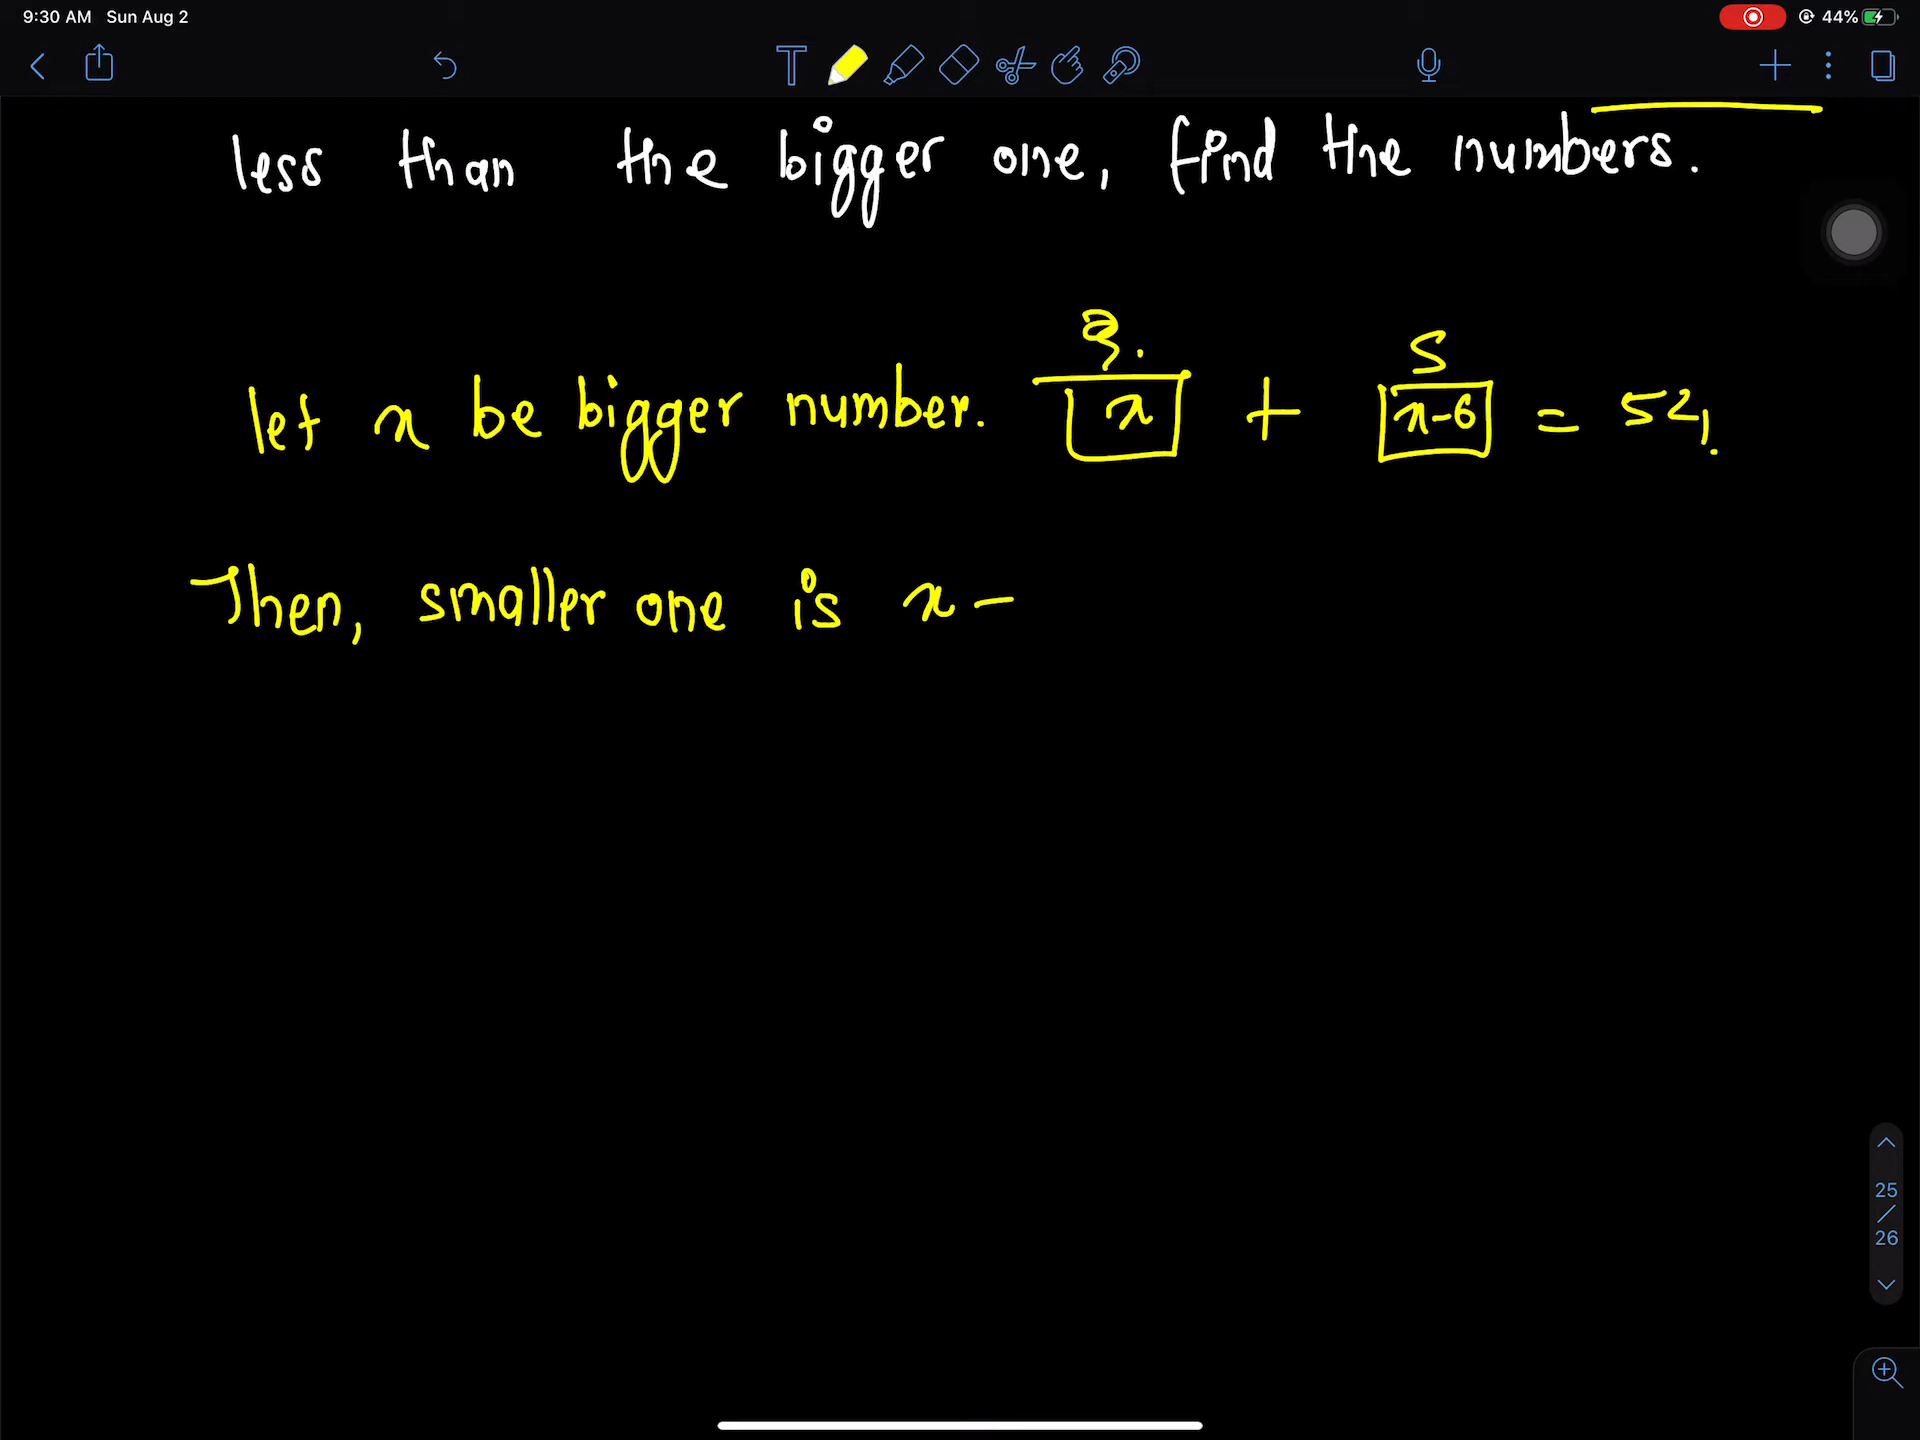 9:30 AM Sun Aug 2
44%
less than the bigger one, find the numbers.
S
let x be bigger number. x + x-6 = 54.
Then, smaller one is x -
25
/
26